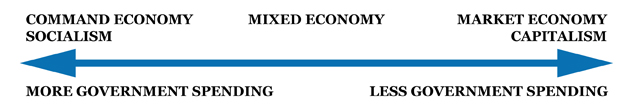 COMMAND ECONOMY MIXED ECONOMY MARKET ECONOMY
SOCIALISM CAPITALISM
MORE GOVERNMENT SPENDING LESS GOVERNMENT SPENDING